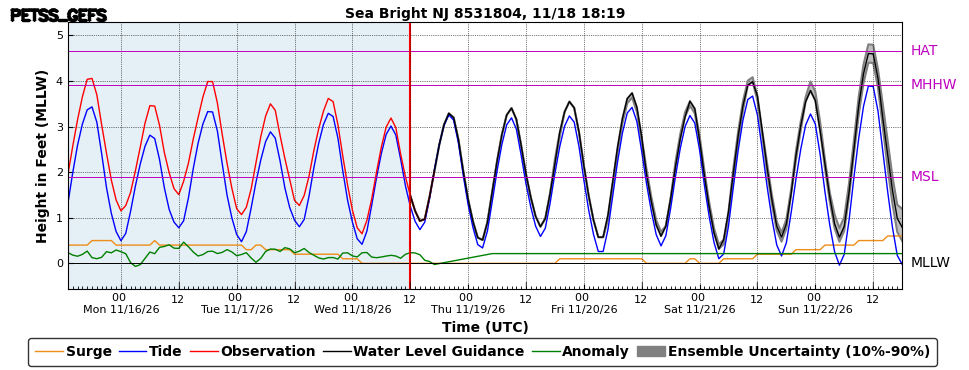 PETSS_GEFS
Sea Bright NJ 8531804, 11/18 18:19
Height in Feet (MLLW)
5
4
3
2
1
0
HAT
MHHW
MSL
MLLW
00 12 00 12 00 12 00 12 00 12 00 12 00 12
Mon 11/16/26 Tue 11/17/26 Wed 11/18/26 Thu 11/19/26 Fri 11/20/26 Sat 11/21/26 Sun 11/22/26
Time (UTC)
Surge Tide Observation Water Level Guidance Anomaly Ensemble Uncertainty (10%-90%)